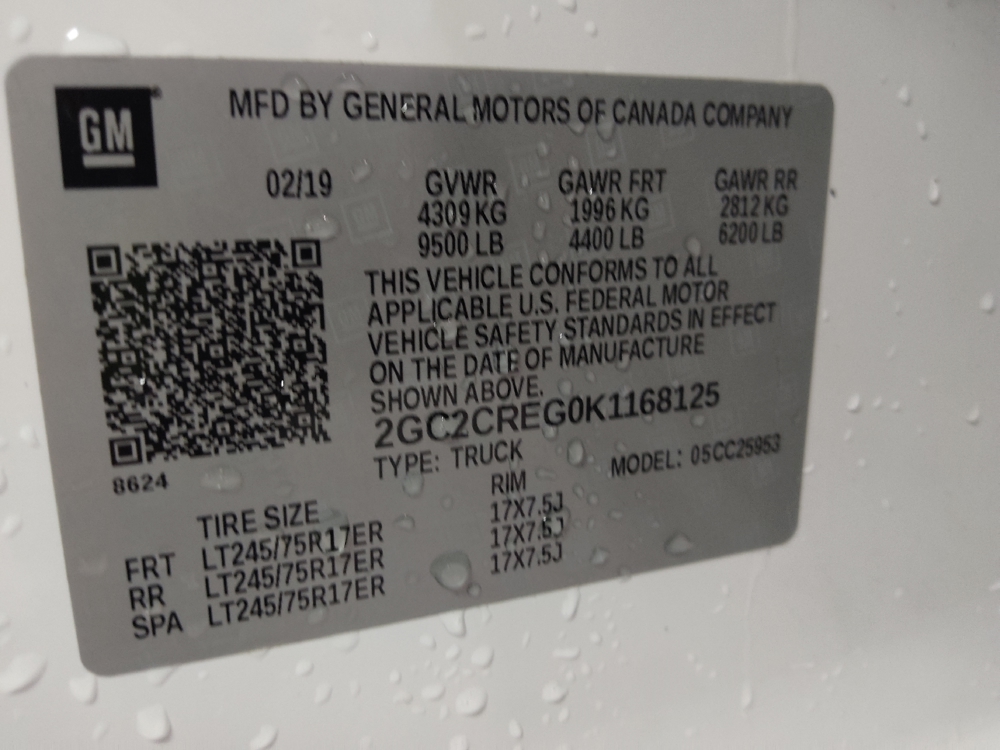 GM
MFD BY GENERAL MOTORS OF CANADA COMPANY
02/19 GVWR GAWR FRT GAWR RR
4309 KG 1996 KG 2812 KG
9500 LB 4400 LB 6200 LB
THIS VEHICLE CONFORMS TO ALL
APPLICABLE U.S. FEDERAL MOTOR
VEHICLE SAFETY STANDARDS IN EFFECT
ON THE DATE OF MANUFACTURE
SHOWN ABOVE.
2GC2CREG0K1168125
TYPE: TRUCK MODEL: 05CC25953
8624
TIRE SIZE RIM
FRT LT245/75R17ER 17X7.5J
RR LT245/75R17ER 17X7.5J
SPA LT245/75R17ER 17X7.5J